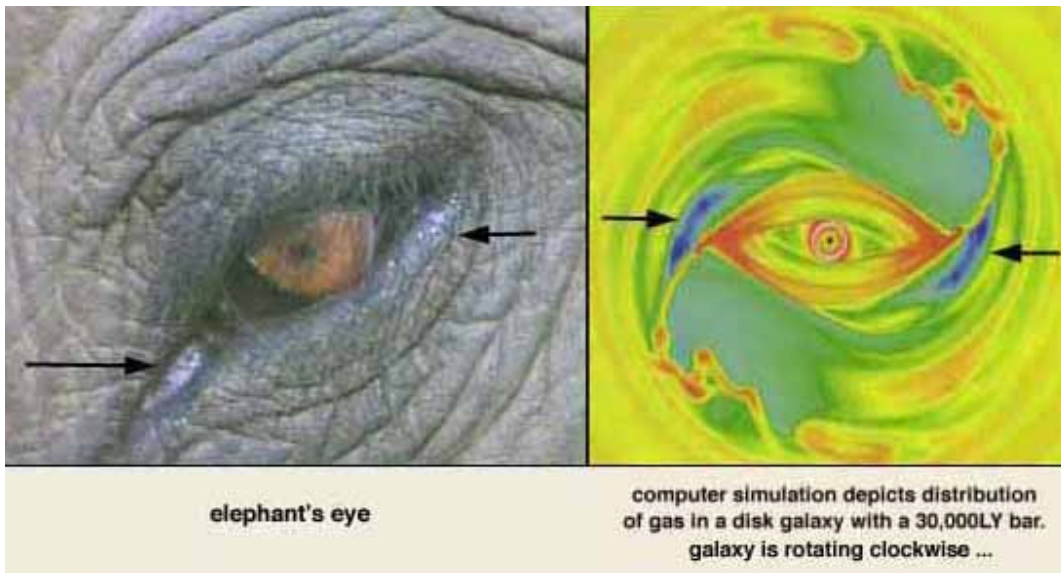 elephant's eye
computer simulation depicts distribution
of gas in a disk galaxy with a 30,000LY bar.
galaxy is rotating clockwise ...